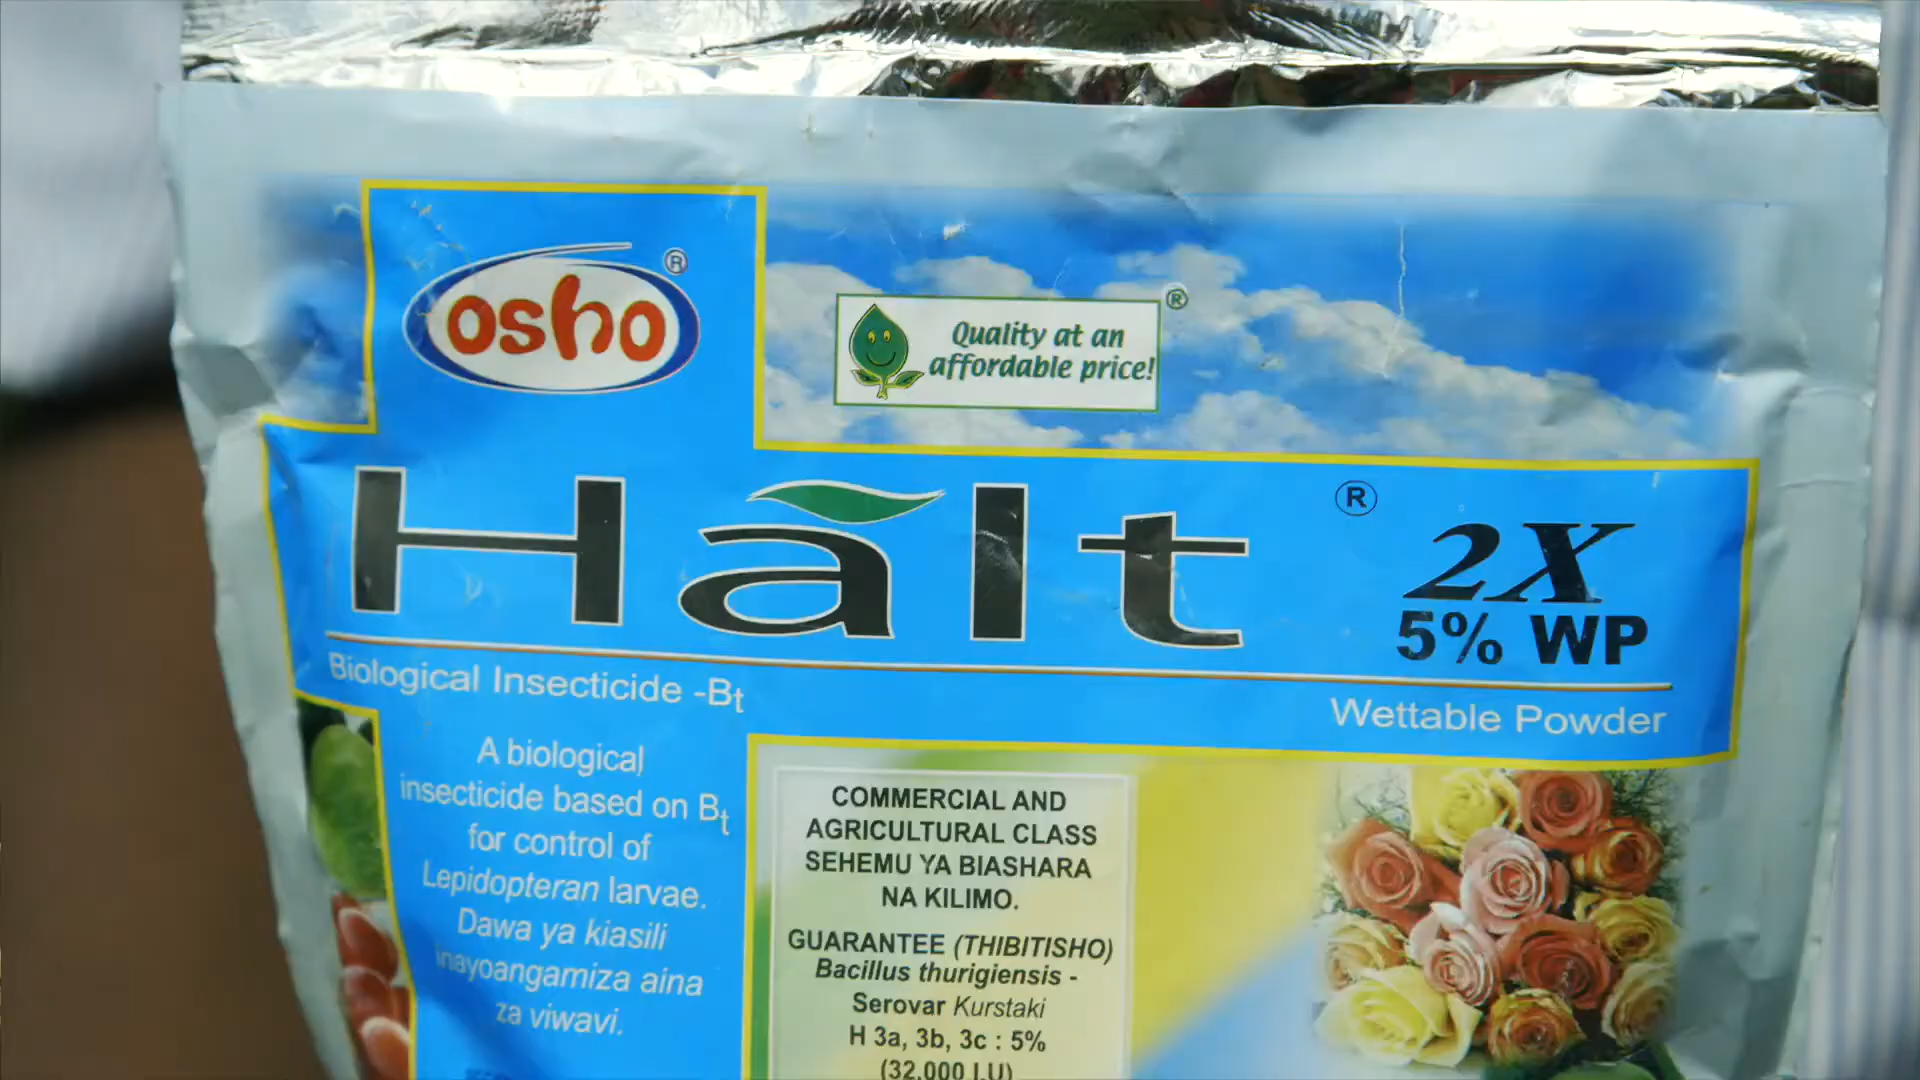 osho ®
Quality at an
affordable price! ®
Halt ® 2X
5% WP
Biological Insecticide -Bt
Wettable Powder
A biological
insecticide based on Bt
for control of
Lepidopteran larvae.
Dawa ya kiasili
inayoangamiza aina
za viwavi.
COMMERCIAL AND
AGRICULTURAL CLASS
SEHEMU YA BIASHARA
NA KILIMO.
GUARANTEE (THIBITISHO)
Bacillus thurigiensis -
Serovar Kurstaki
H 3a, 3b, 3c : 5%
(32,000 I.U)